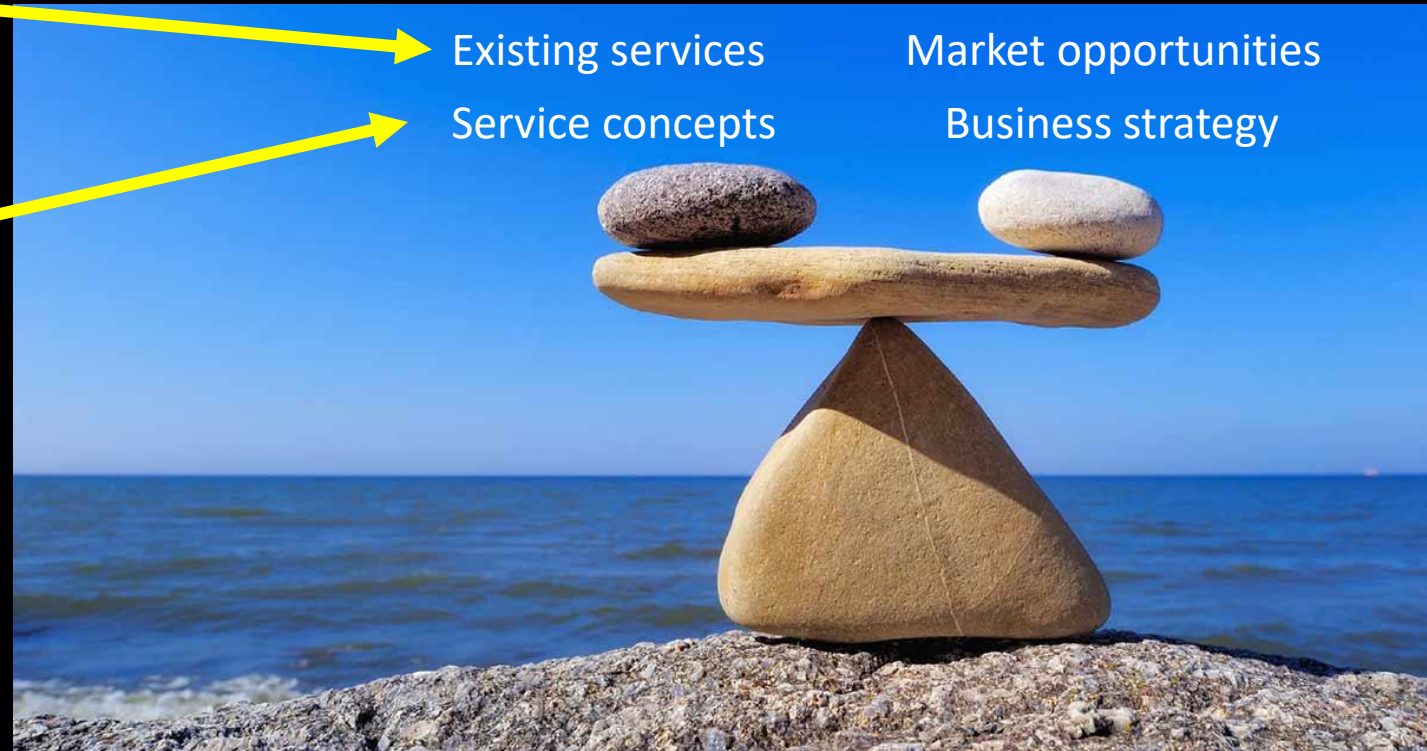 Existing services
Market opportunities
Service concepts
Business strategy